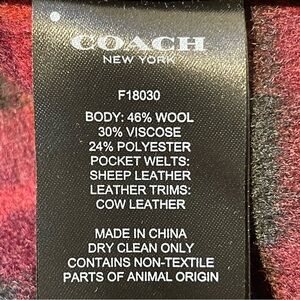 COACH
NEW YORK
F18030
BODY: 46% WOOL
30% VISCOSE
24% POLYESTER
POCKET WELTS:
SHEEP LEATHER
LEATHER TRIMS:
COW LEATHER
MADE IN CHINA
DRY CLEAN ONLY
CONTAINS NON-TEXTILE
PARTS OF ANIMAL ORIGIN